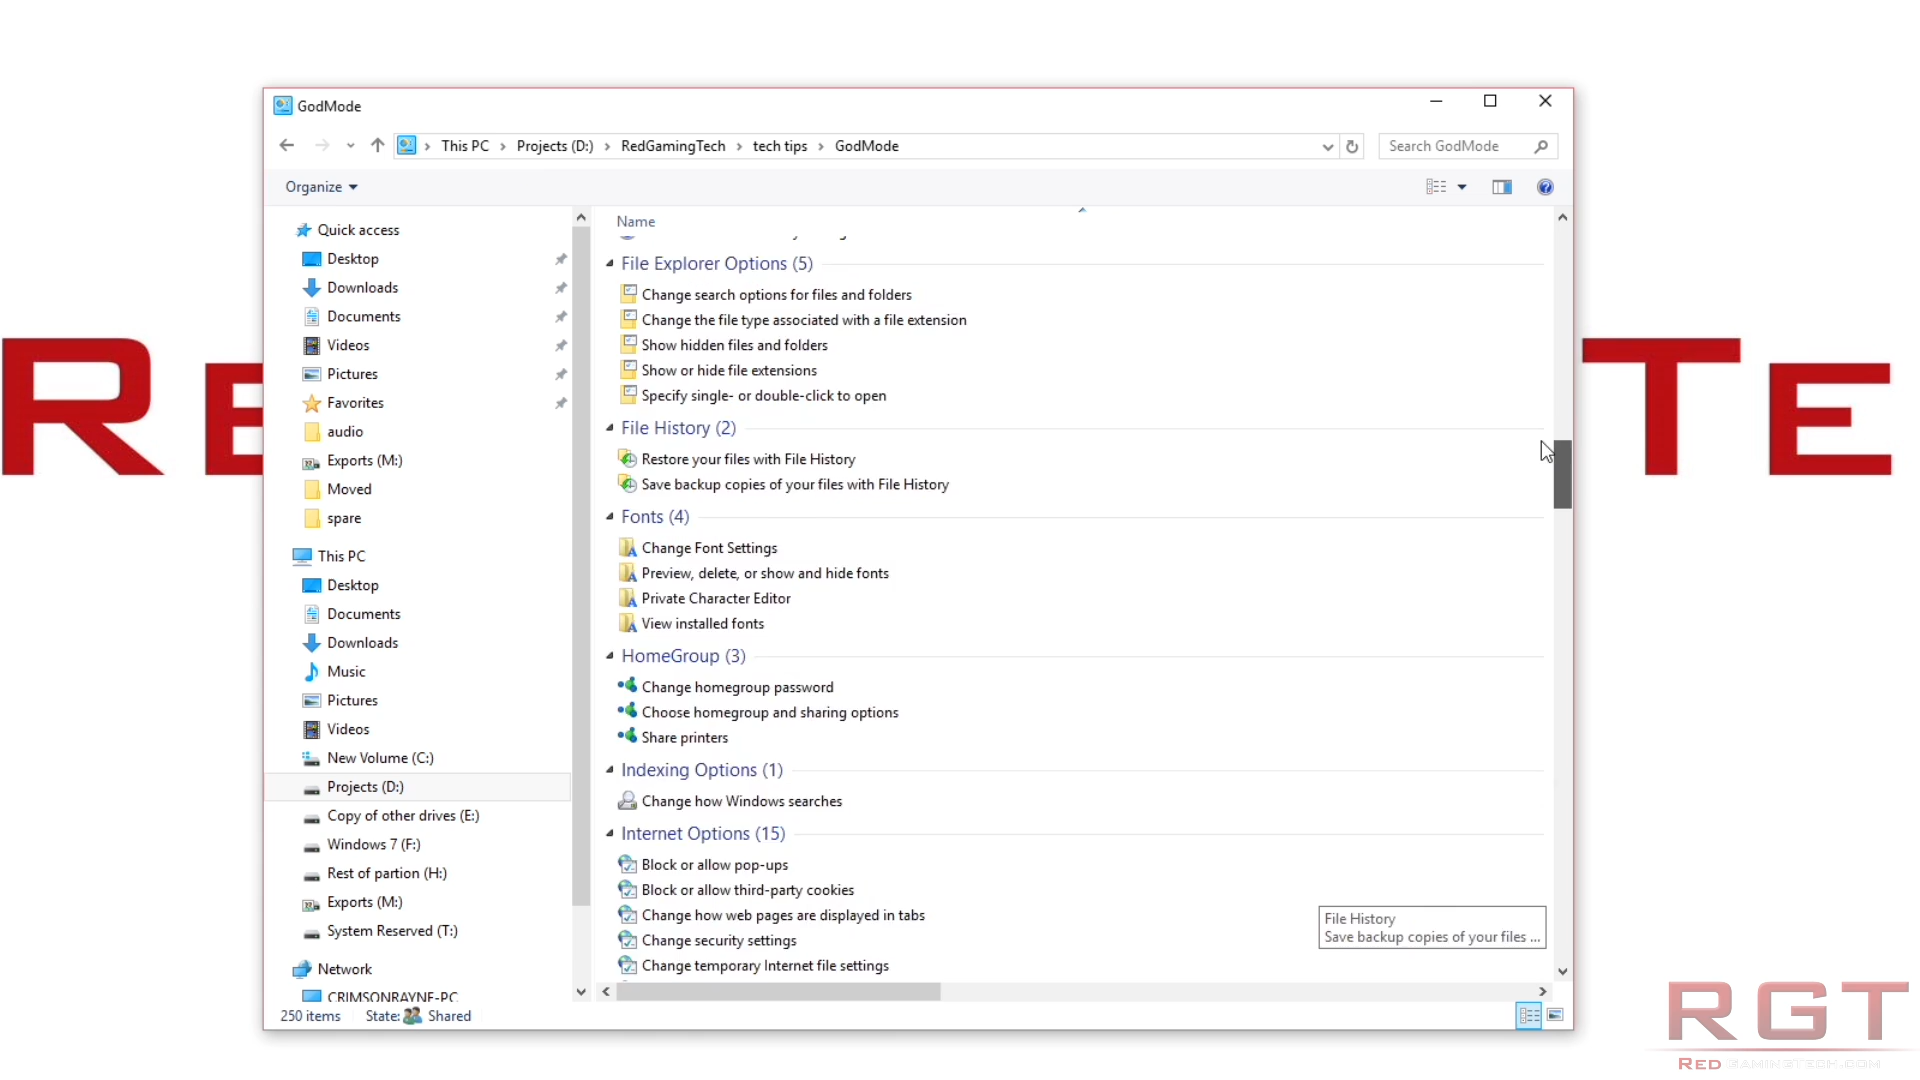 GodMode
This PC > Projects (D:) > RedGamingTech > tech tips > GodMode
Search GodMode
Organize
Name
Quick access
Desktop
Downloads
Documents
Videos
Pictures
Favorites
audio
Exports (M:)
Moved
spare
This PC
Desktop
Documents
Downloads
Music
Pictures
Videos
New Volume (C:)
Projects (D:)
Copy of other drives (E:)
Windows 7 (F:)
Rest of partion (H:)
Exports (M:)
System Reserved (T:)
Network
CRIMSONRAYNE-PC
File Explorer Options (5)
Change search options for files and folders
Change the file type associated with a file extension
Show hidden files and folders
Show or hide file extensions
Specify single- or double-click to open
File History (2)
Restore your files with File History
Save backup copies of your files with File History
Fonts (4)
Change Font Settings
Preview, delete, or show and hide fonts
Private Character Editor
View installed fonts
HomeGroup (3)
Change homegroup password
Choose homegroup and sharing options
Share printers
Indexing Options (1)
Change how Windows searches
Internet Options (15)
Block or allow pop-ups
Block or allow third-party cookies
Change how web pages are displayed in tabs
Change security settings
Change temporary Internet file settings
File History
Save backup copies of your files ...
250 items
State: Shared
RE
TE
RGT
REDGAMINGTECH.COM